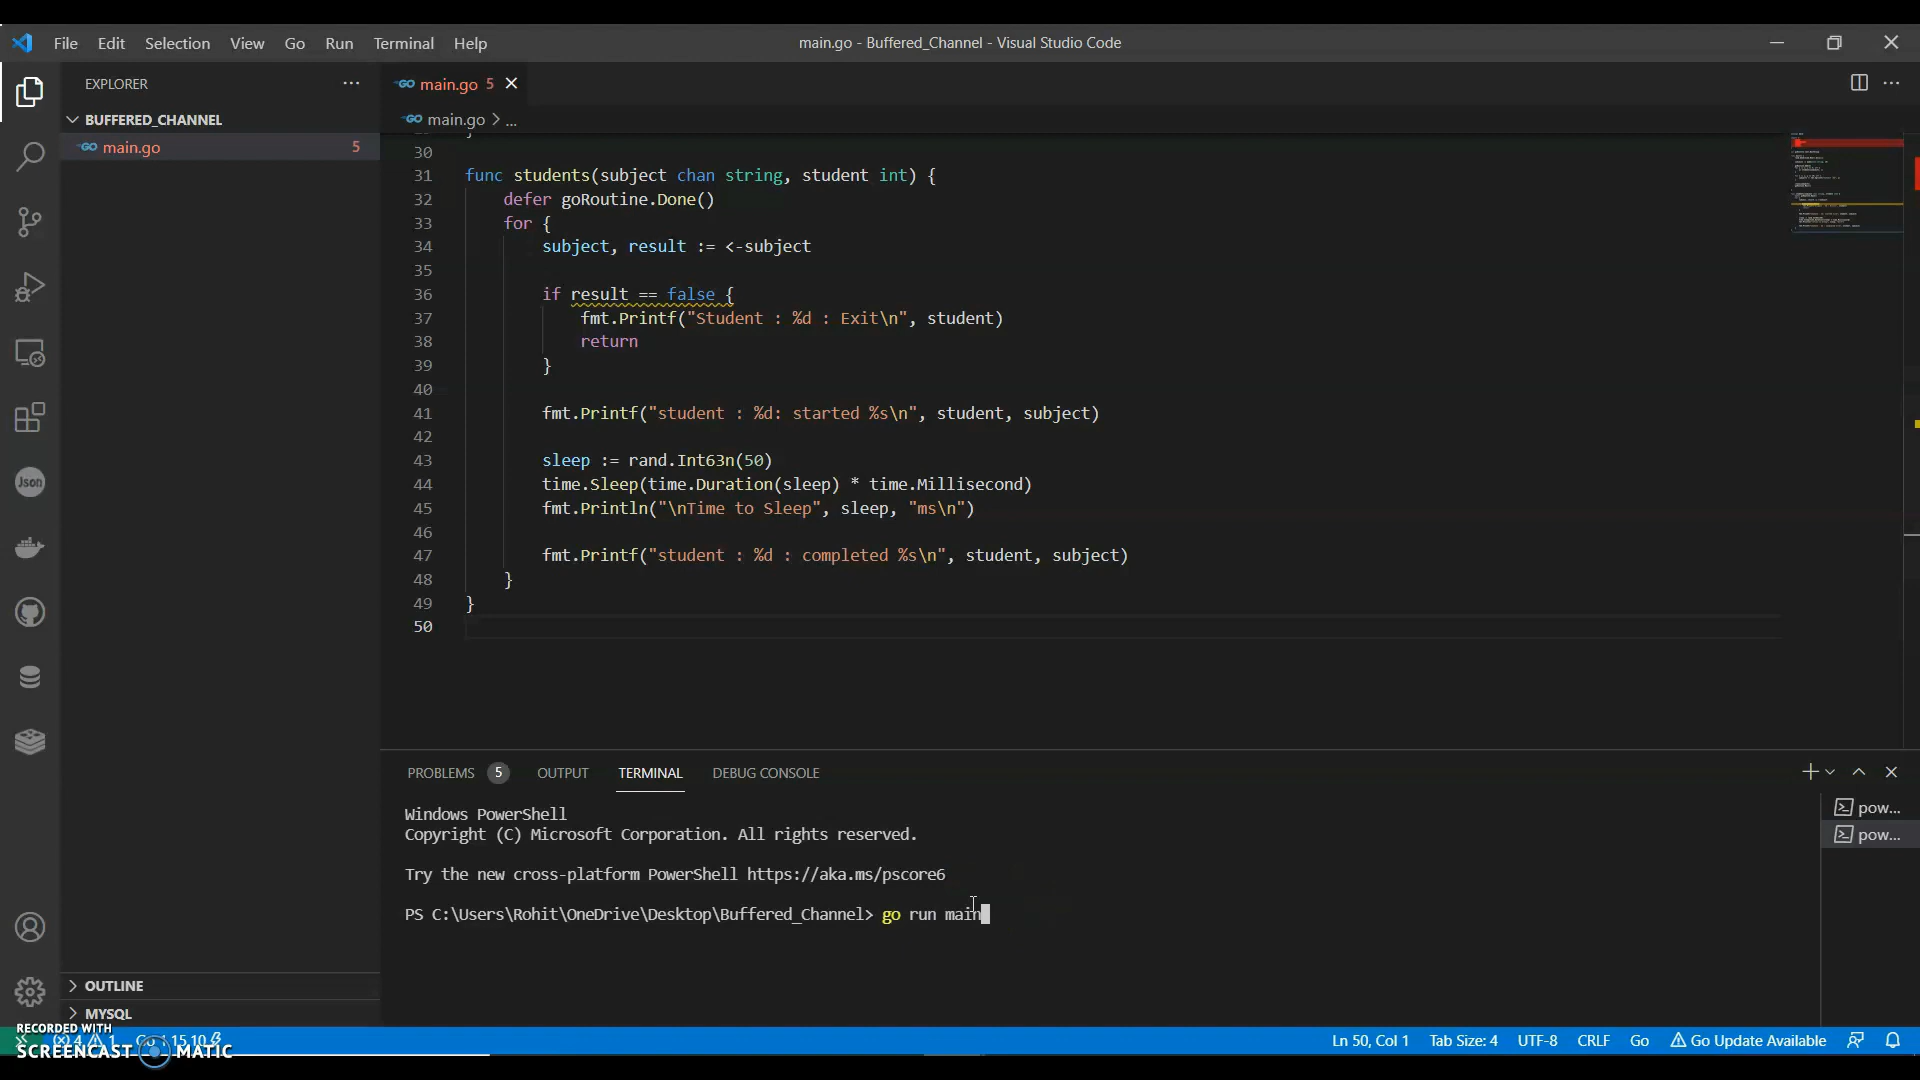 File Edit Selection View Go Run Terminal Help
main.go - Buffered_Channel - Visual Studio Code
EXPLORER
BUFFERED_CHANNEL
main.go 5
main.go 5
main.go > ...
30
31 func students(subject chan string, student int) {
32 defer goRoutine.Done()
33 for {
34 subject, result := <-subject
35
36 if result == false {
37 fmt.Printf("Student : %d : Exit\n", student)
38 return
39 }
40
41 fmt.Printf("student : %d: started %s\n", student, subject)
42
43 sleep := rand.Int63n(50)
44 time.Sleep(time.Duration(sleep) * time.Millisecond)
45 fmt.Println("\nTime to Sleep", sleep, "ms\n")
46
47 fmt.Printf("student : %d : completed %s\n", student, subject)
48 }
49 }
50
Json
PROBLEMS 5 OUTPUT TERMINAL DEBUG CONSOLE
Windows PowerShell
Copyright (C) Microsoft Corporation. All rights reserved.
Try the new cross-platform PowerShell https://aka.ms/pscore6
PS C:\Users\Rohit\OneDrive\Desktop\Buffered_Channel> go run main
pow...
pow...
OUTLINE
MYSQL
RECORDED WITH
SCREENCAST MATIC
Ln 50, Col 1 Tab Size: 4 UTF-8 CRLF Go Go Update Available